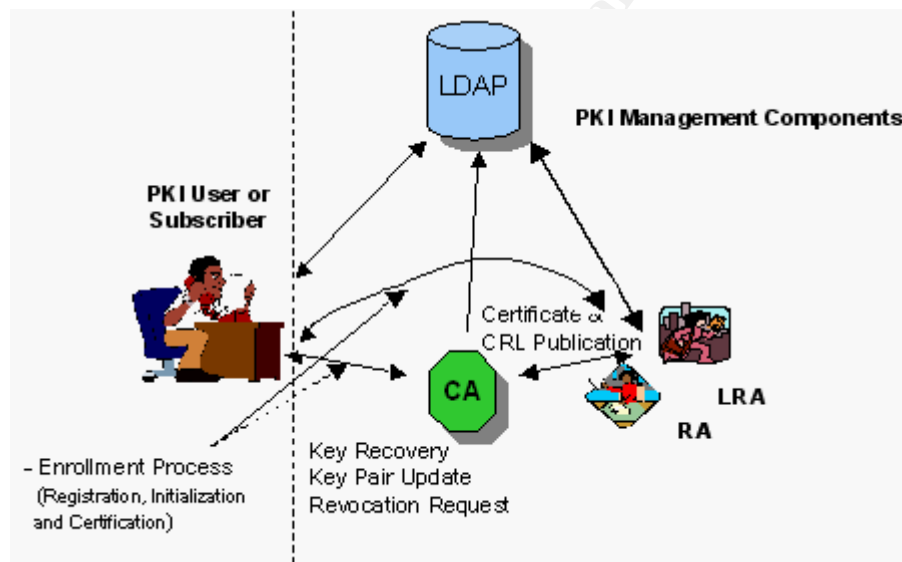 LDAP
PKI Management Components
PKI User or
Subscriber
Certificate &
CRL Publication
CA
LRA
RA
- Enrollment Process
(Registration, Initialization
and Certification)
Key Recovery
Key Pair Update
Revocation Request